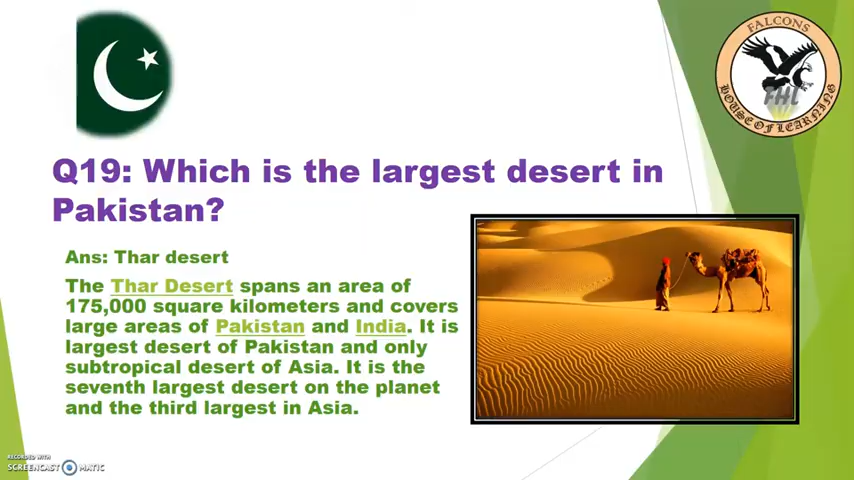 FALCONS
FHL
HOUSE OF LEARNING
Q19: Which is the largest desert in
Pakistan?
Ans: Thar desert
The Thar Desert spans an area of
175,000 square kilometers and covers
large areas of Pakistan and India. It is
largest desert of Pakistan and only
subtropical desert of Asia. It is the
seventh largest desert on the planet
and the third largest in Asia.
RECORDED WITH
SCREENCAST MATIC